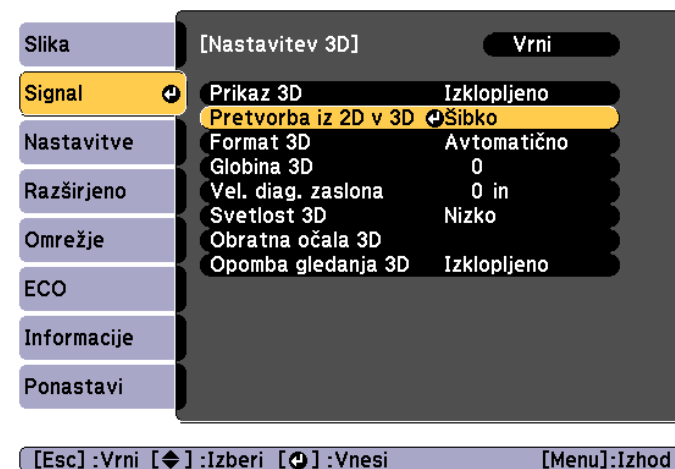 Slika
Signal
Nastavitve
Razširjeno
Omrežje
ECO
Informacije
Ponastavi
[Nastavitev 3D] Vrni
Prikaz 3D Izklopljeno
Pretvorba iz 2D v 3D Šibko
Format 3D Avtomatično
Globina 3D 0
Vel. diag. zaslona 0 in
Svetlost 3D Nizko
Obratna očala 3D
Opomba gledanja 3D Izklopljeno
[Esc] :Vrni [ ] :Izberi [ ] :Vnesi [Menu]:Izhod